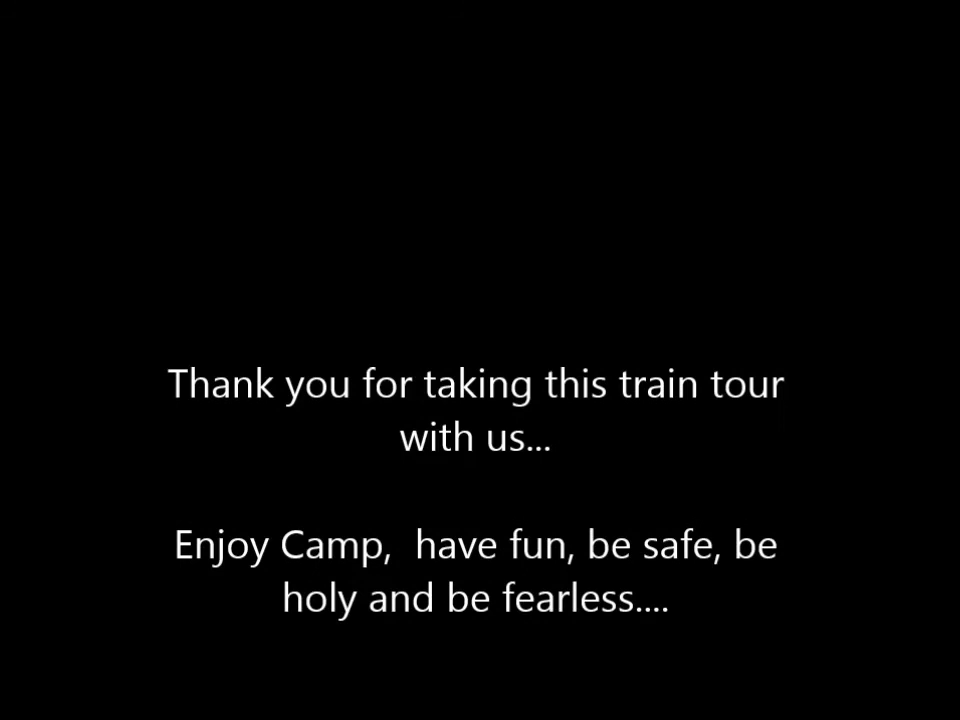 Thank you for taking this train tour
with us...
Enjoy Camp,  have fun, be safe, be
holy and be fearless....